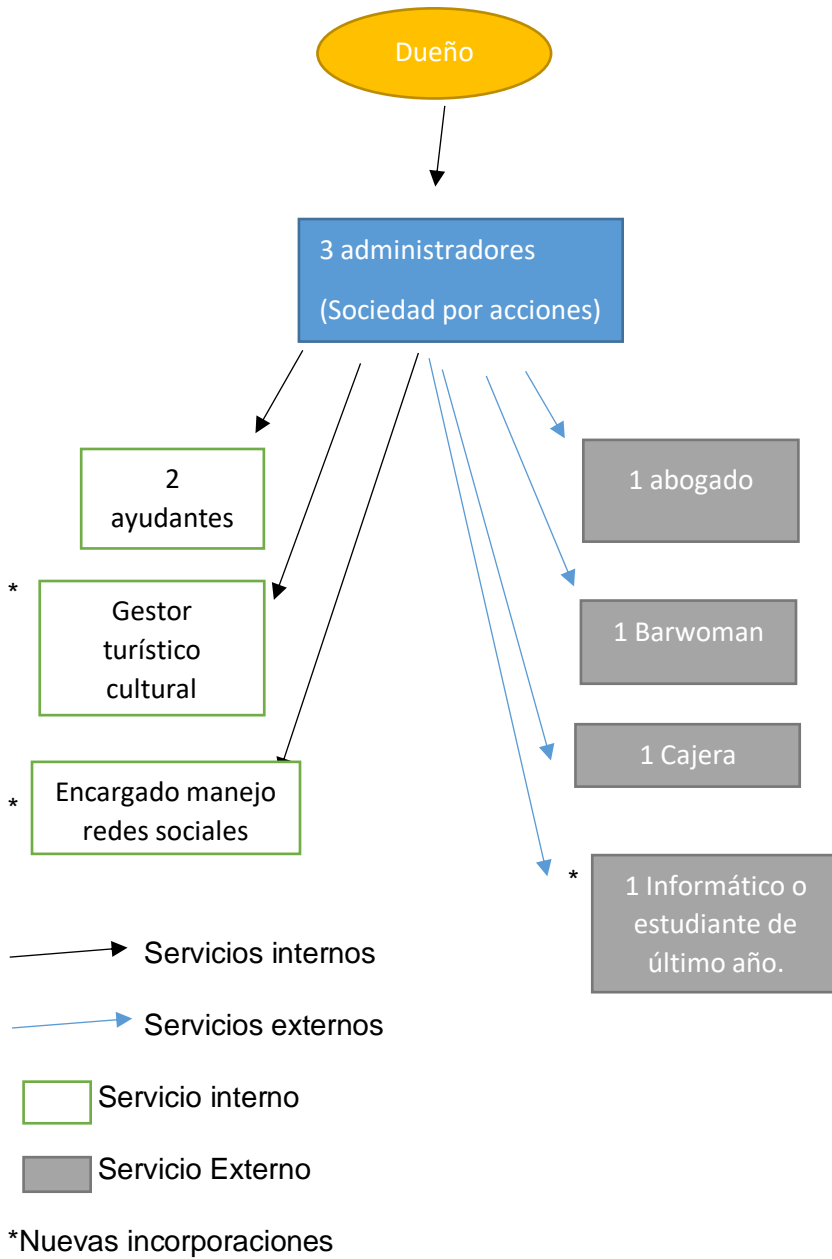 Dueño
3 administradores
(Sociedad por acciones)
2
ayudantes
1 abogado
*
Gestor
turístico
cultural
1 Barwoman
*
Encargado manejo
redes sociales
1 Cajera
*
1 Informático o
estudiante de
último año.
Servicios internos
Servicios externos
Servicio interno
Servicio Externo
*Nuevas incorporaciones